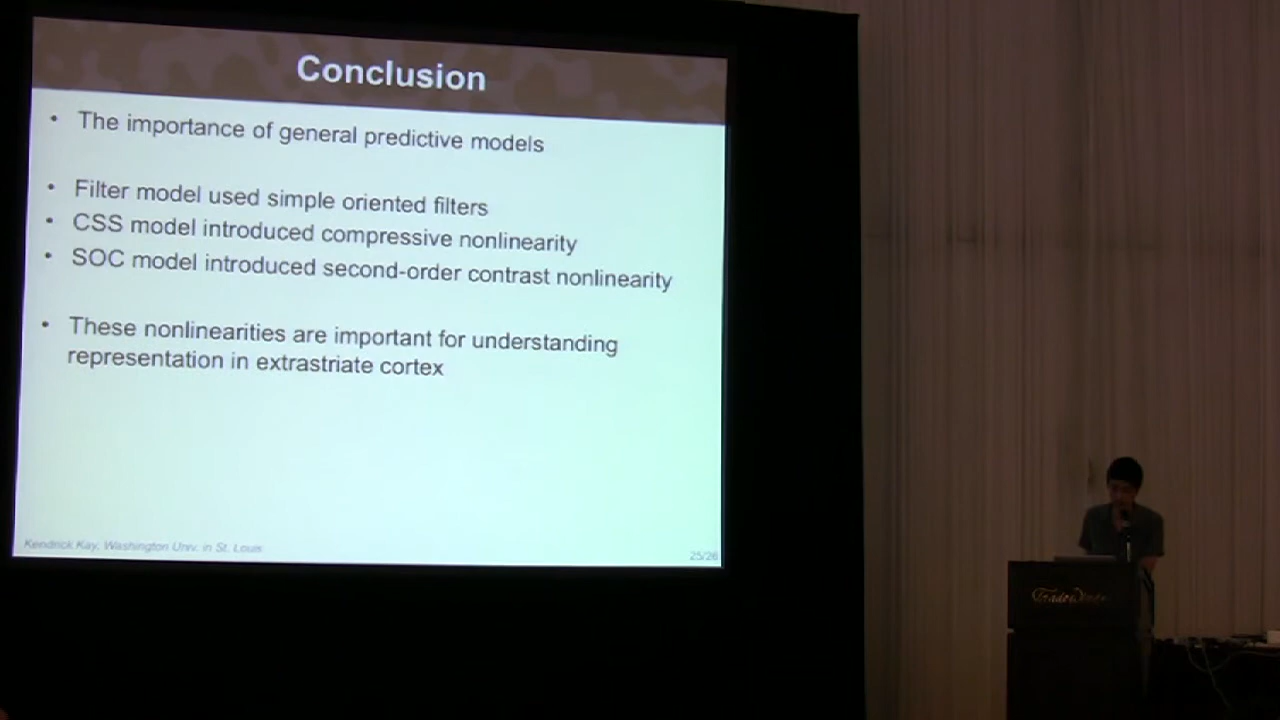 Conclusion
• The importance of general predictive models
• Filter model used simple oriented filters
• CSS model introduced compressive nonlinearity
• SOC model introduced second-order contrast nonlinearity
• These nonlinearities are important for understanding
representation in extrastriate cortex
Kendrick Kay, Washington Univ. in St. Louis
25/26